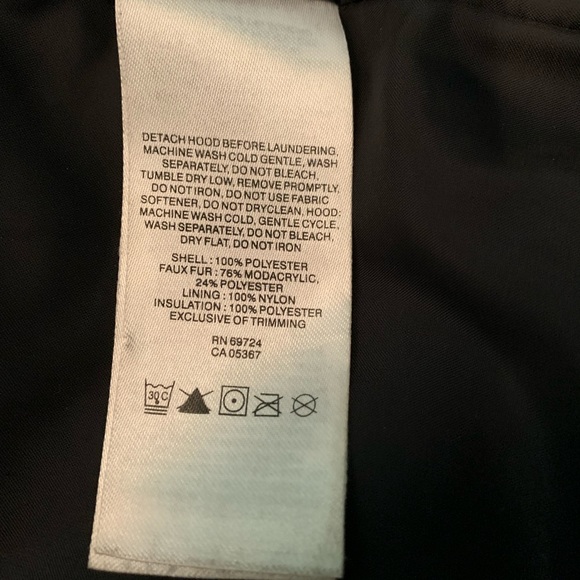 DETACH HOOD BEFORE LAUNDERING,
MACHINE WASH COLD GENTLE, WASH
SEPARATELY, DO NOT BLEACH,
TUMBLE DRY LOW, REMOVE PROMPTLY,
DO NOT IRON, DO NOT USE FABRIC
SOFTENER, DO NOT DRYCLEAN, HOOD:
MACHINE WASH COLD, GENTLE CYCLE,
WASH SEPARATELY, DO NOT BLEACH,
DRY FLAT, DO NOT IRON
SHELL : 100% POLYESTER
FAUX FUR : 76% MODACRYLIC,
24% POLYESTER
LINING : 100% NYLON
INSULATION : 100% POLYESTER
EXCLUSIVE OF TRIMMING
RN 69724
CA 05367
30C